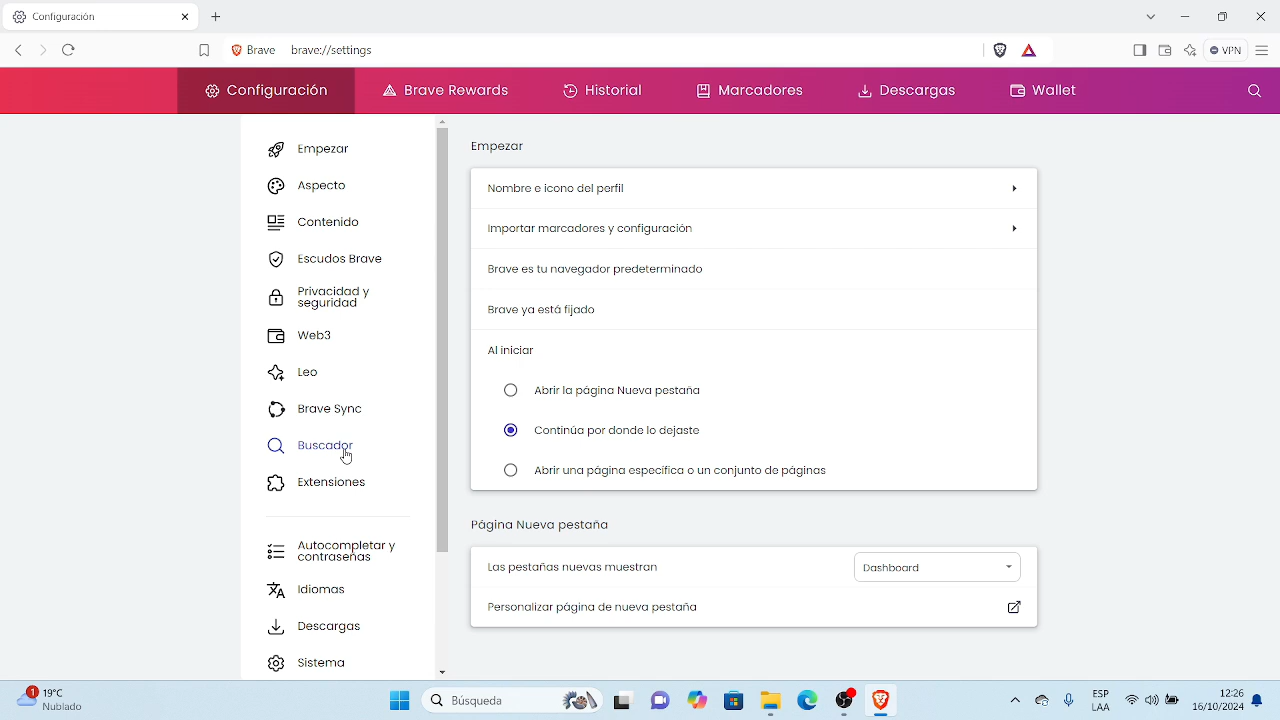 Configuración
Brave brave://settings
VPN
Configuración
Brave Rewards
Historial
Marcadores
Descargas
Wallet
Empezar
Aspecto
Contenido
Escudos Brave
Privacidad y
seguridad
Web3
Leo
Brave Sync
Buscador
Extensiones
Autocompletar y
contraseñas
Idiomas
Descargas
Sistema
Empezar
Nombre e icono del perfil
Importar marcadores y configuración
Brave es tu navegador predeterminado
Brave ya está fijado
Al iniciar
Abrir la página Nueva pestaña
Continúa por donde lo dejaste
Abrir una página específica o un conjunto de páginas
Página Nueva pestaña
Las pestañas nuevas muestran
Dashboard
Personalizar página de nueva pestaña
1
19°C
Nublado
Búsqueda
ESP
LAA
12:26
16/10/2024